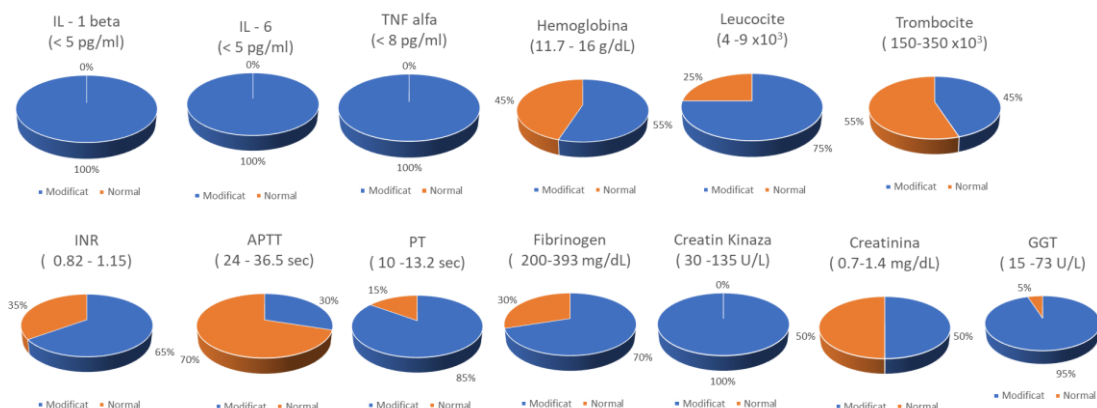 IL - 1 beta
(< 5 pg/ml)
0%
100%
Modificat Normal
IL - 6
(< 5 pg/ml)
0%
100%
Modificat Normal
TNF alfa
(< 8 pg/ml)
0%
100%
Modificat Normal
Hemoglobina
(11.7 - 16 g/dL)
45%
55%
Modificat Normal
Leucocite
(4 -9 x10³)
25%
75%
Modificat Normal
Trombocite
( 150-350 x10³)
45%
55%
Modificat Normal
INR
( 0.82 - 1.15)
35%
65%
Modificat Normal
APTT
( 24 - 36.5 sec)
30%
70%
Modificat Normal
PT
( 10 -13.2 sec)
15%
85%
Modificat Normal
Fibrinogen
( 200-393 mg/dL)
30%
70%
Modificat Normal
Creatin Kinaza
( 30 -135 U/L)
0%
100%
Modificat Normal
Creatinina
( 0.7-1.4 mg/dL)
50%
50%
Modificat Normal
GGT
( 15 -73 U/L)
5%
95%
Modificat Normal